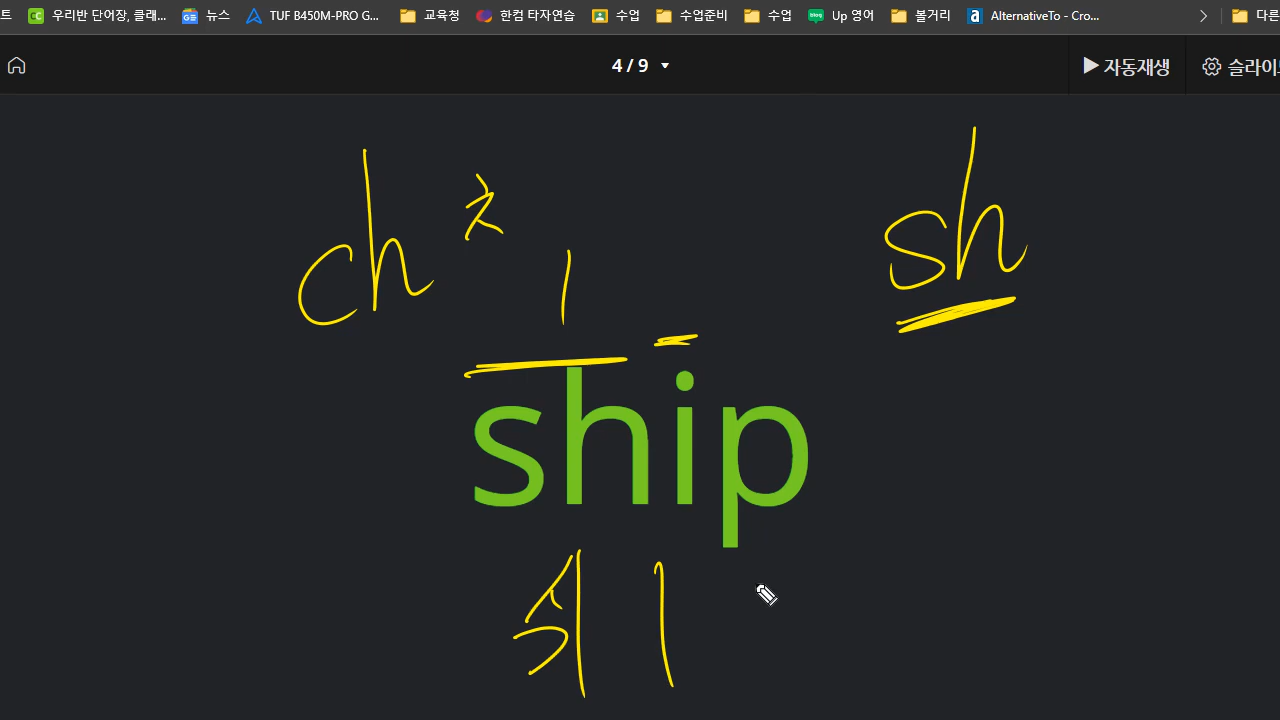 트 우리반 단어장, 클래... 뉴스 TUF B450M-PRO G... 교육청 한컴 타자연습 수업 수업준비 수업 Up 영어 볼거리 AlternativeTo - Cro... 다른
4 / 9 자동재생 슬라이드
ch ㅊ sh
ship
쉬 ㅣ